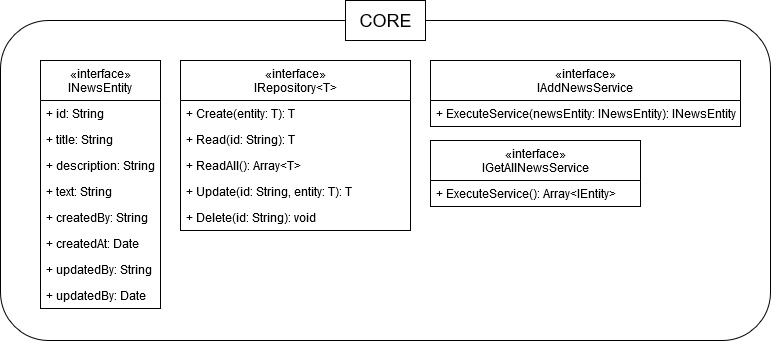 CORE
«interface»
INewsEntity
+ id: String
+ title: String
+ description: String
+ text: String
+ createdBy: String
+ createdAt: Date
+ updatedBy: String
+ updatedBy: Date
«interface»
IRepository<T>
+ Create(entity: T): T
+ Read(id: String): T
+ ReadAll(): Array<T>
+ Update(id: String, entity: T): T
+ Delete(id: String): void
«interface»
IAddNewsService
+ ExecuteService(newsEntity: INewsEntity): INewsEntity
«interface»
IGetAllNewsService
+ ExecuteService(): Array<IEntity>